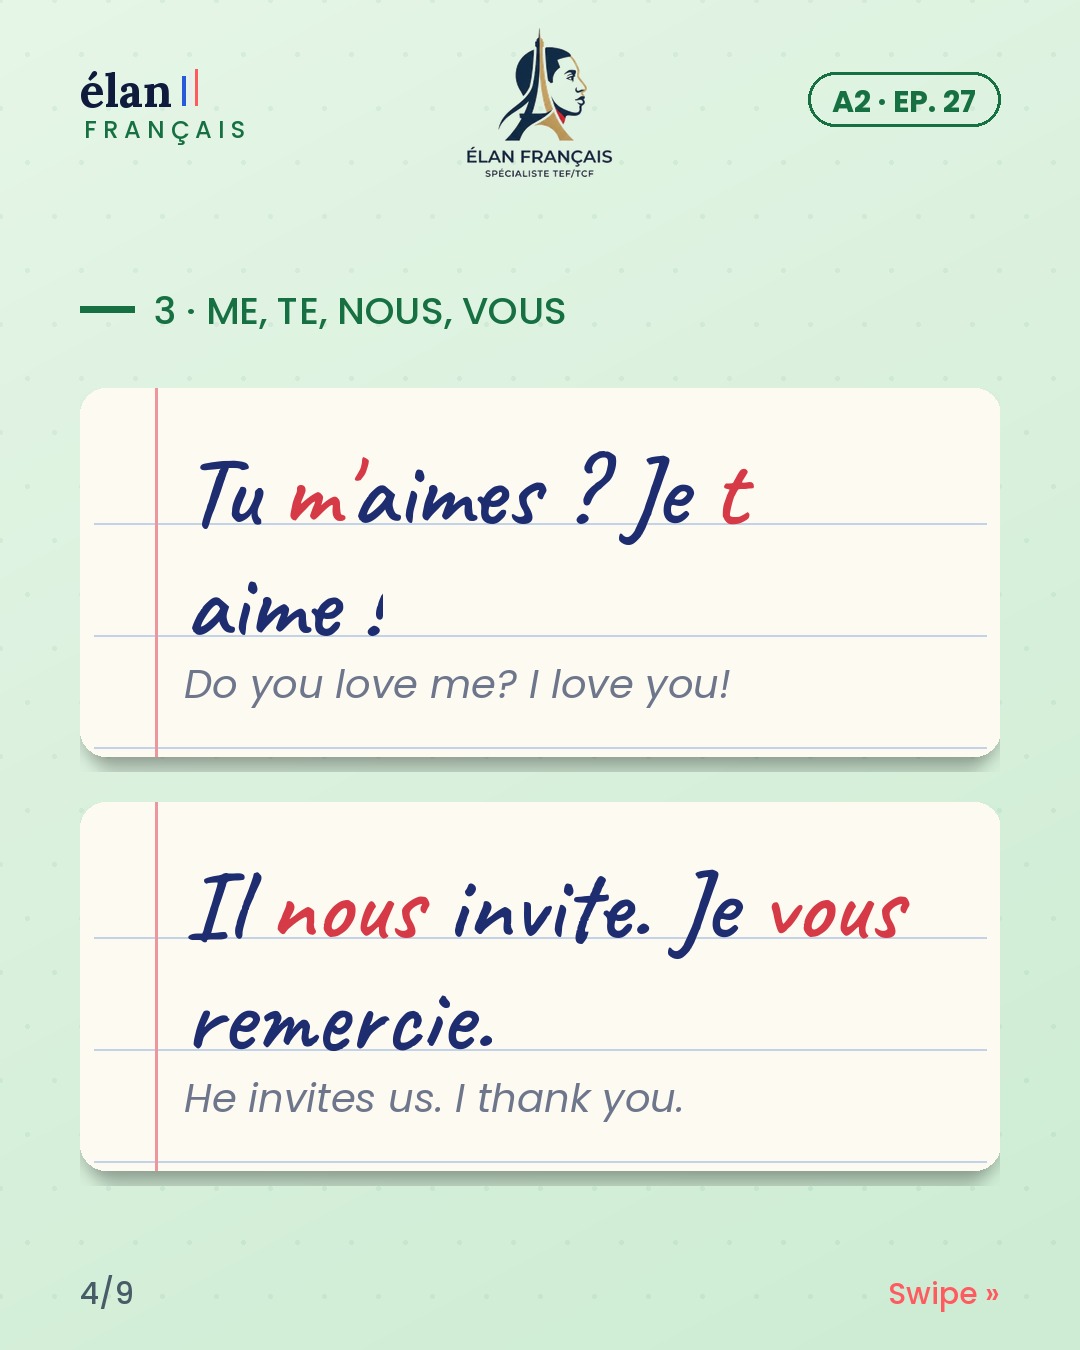 élan
FRANÇAIS
ÉLAN FRANÇAIS
SPÉCIALISTE TEF/TCF
A2 · EP. 27
3 · ME, TE, NOUS, VOUS
Tu m'aimes ? Je t
aime !
Do you love me? I love you!
Il nous invite. Je vous
remercie.
He invites us. I thank you.
4/9
Swipe »